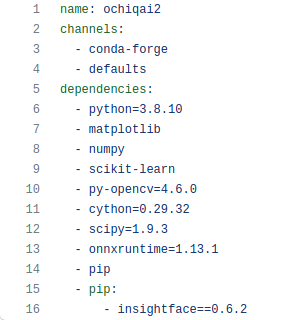 1 name: ochiqai2
2 channels:
3   - conda-forge
4   - defaults
5 dependencies:
6   - python=3.8.10
7   - matplotlib
8   - numpy
9   - scikit-learn
10   - py-opencv=4.6.0
11   - cython=0.29.32
12   - scipy=1.9.3
13   - onnxruntime=1.13.1
14   - pip
15   - pip:
16       - insightface==0.6.2